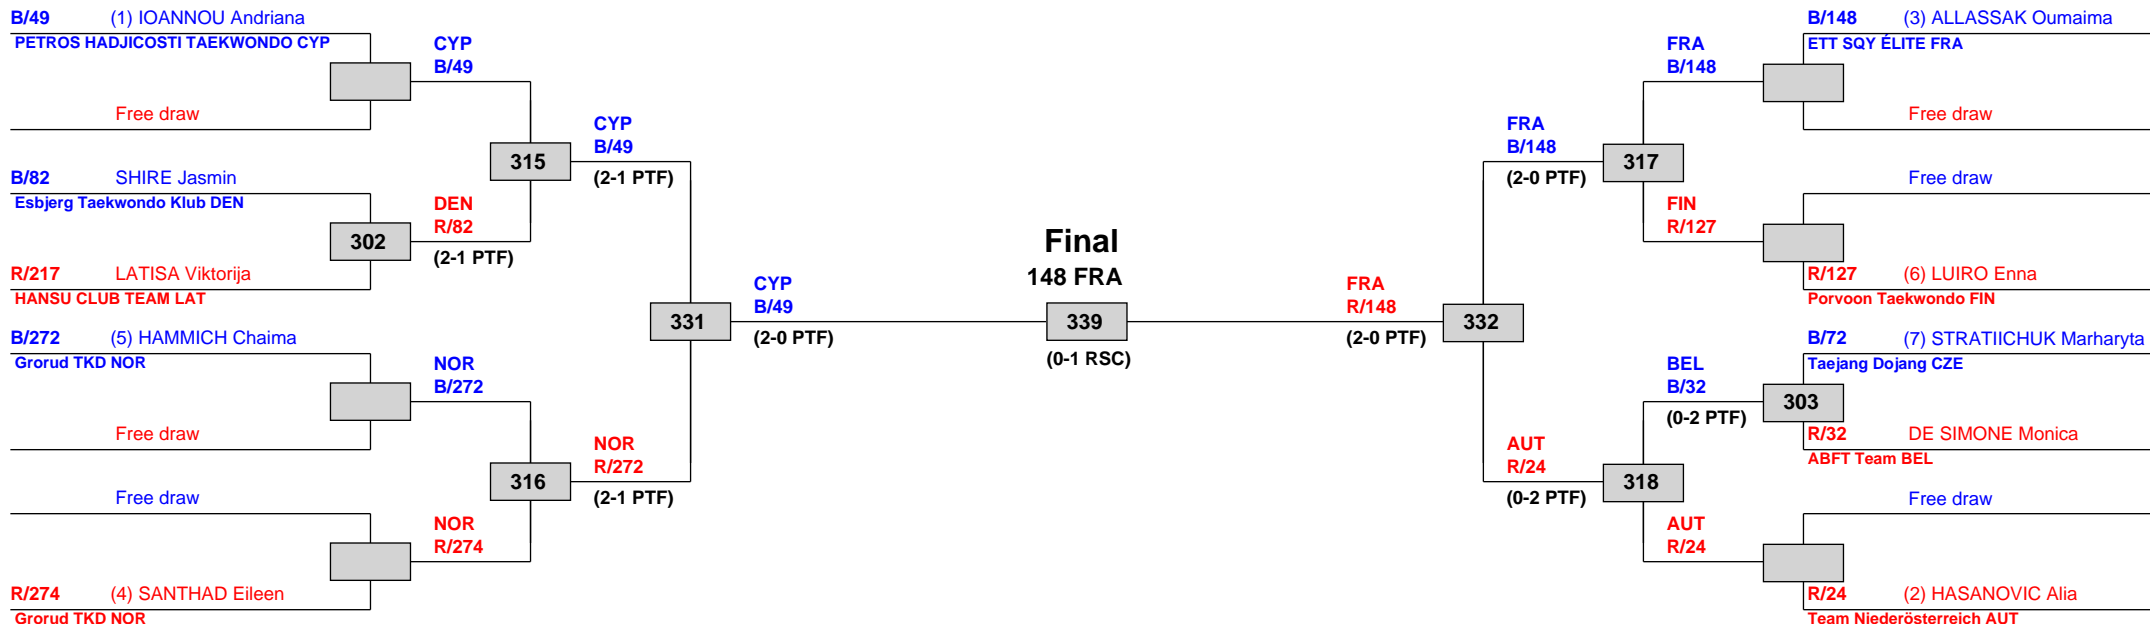 B/49 (1) IOANNOU Andriana
PETROS HADJICOSTI TAEKWONDO CYP
Free draw
B/82 SHIRE Jasmin
Esbjerg Taekwondo Klub DEN
302
R/217 LATISA Viktorija
HANSU CLUB TEAM LAT
B/272 (5) HAMMICH Chaima
Grorud TKD NOR
Free draw
Free draw
R/274 (4) SANTHAD Eileen
Grorud TKD NOR
CYP
B/49
315
DEN
R/82
(2-1 PTF)
NOR
B/272
316
NOR
R/274
CYP
B/49
(2-1 PTF)
331
NOR
R/272
(2-1 PTF)
CYP
B/49
(2-0 PTF)
Final
148 FRA
339
(0-1 RSC)
FRA
R/148
(2-0 PTF)
332
FRA
B/148
(2-0 PTF)
AUT
R/24
(0-2 PTF)
FRA
B/148
317
FIN
R/127
BEL
B/32
(0-2 PTF)
318
AUT
R/24
B/148 (3) ALLASSAK Oumaima
ETT SQY ÉLITE FRA
Free draw
Free draw
R/127 (6) LUIRO Enna
Porvoon Taekwondo FIN
B/72 (7) STRATIICHUK Marharyta
Taejang Dojang CZE
303
R/32 DE SIMONE Monica
ABFT Team BEL
Free draw
R/24 (2) HASANOVIC Alia
Team Niederösterreich AUT